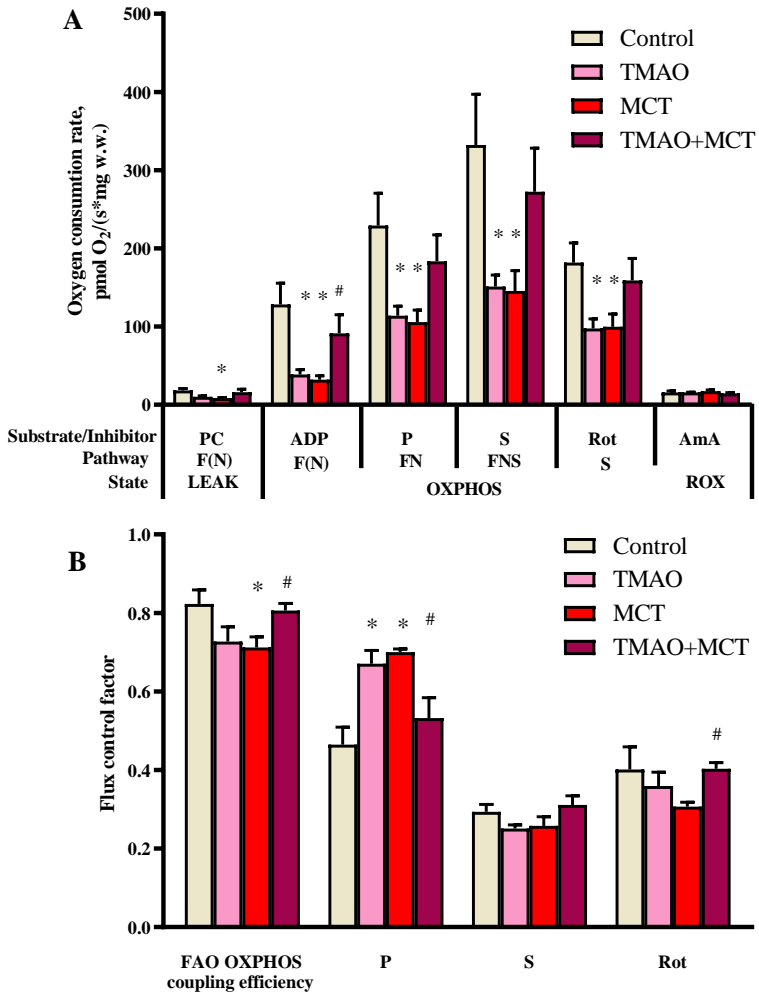 A
500
Control
TMAO
MCT
TMAO+MCT
400
300
200
100
0
Oxygen consumtion rate,
pmol O₂/(s*mg w.w.)
*
* * #
* *
* *
* *
Substrate/Inhibitor PC ADP P S Rot AmA
Pathway F(N) F(N) FN FNS S
State LEAK OXPHOS ROX
B
1.0
Control
TMAO
MCT
TMAO+MCT
0.8
0.6
0.4
0.2
0.0
Flux control factor
* #
* * #
#
FAO OXPHOS P S Rot
coupling efficiency